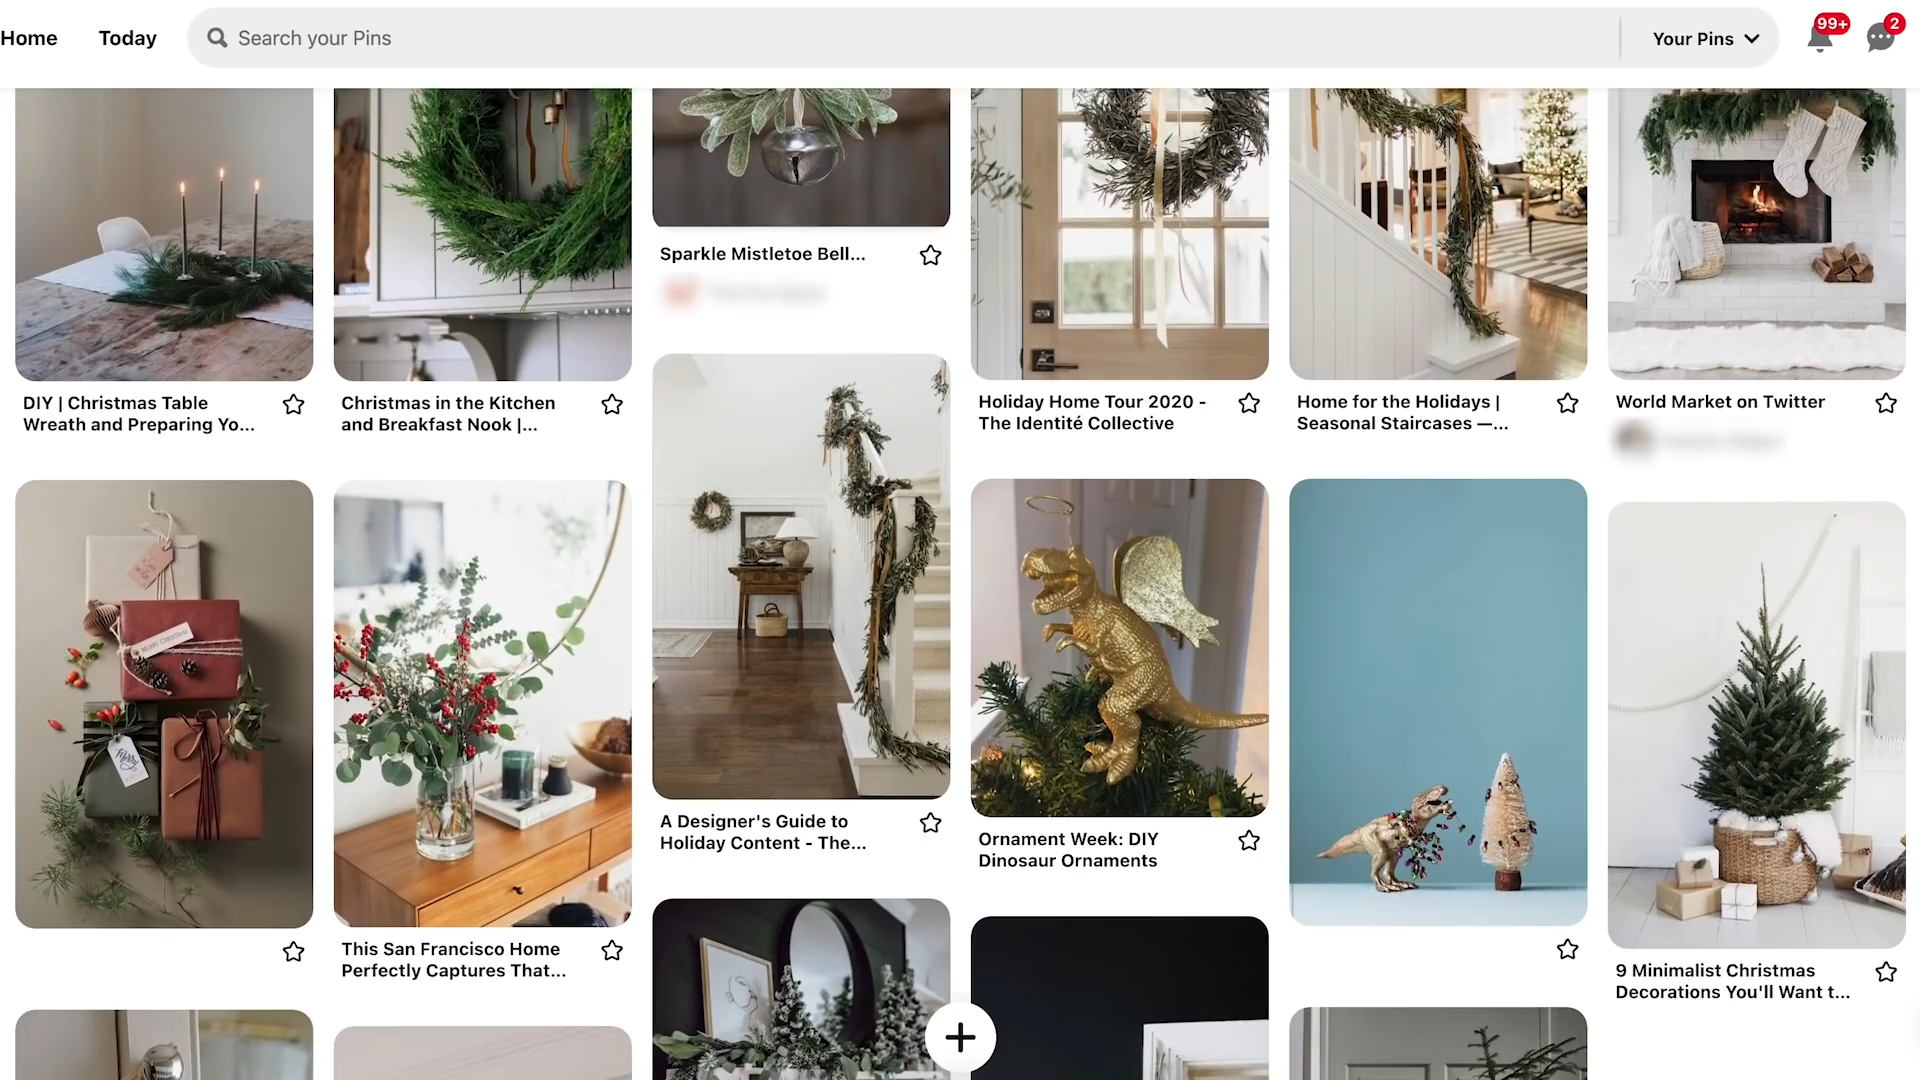 Home
Today
Search your Pins
Your Pins
99+
2
DIY | Christmas Table
Wreath and Preparing Yo...
Christmas in the Kitchen
and Breakfast Nook |...
Sparkle Mistletoe Bell...
Holiday Home Tour 2020 -
The Identité Collective
Home for the Holidays |
Seasonal Staircases —...
World Market on Twitter
MERRY CHRISTMAS
Merry
This San Francisco Home
Perfectly Captures That...
A Designer's Guide to
Holiday Content - The...
Ornament Week: DIY
Dinosaur Ornaments
9 Minimalist Christmas
Decorations You'll Want t...